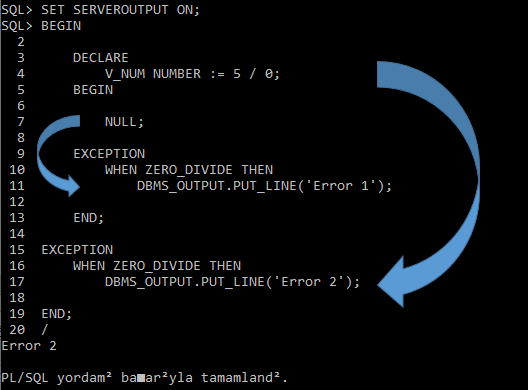 SQL> SET SERVEROUTPUT ON;
SQL> BEGIN
2
3 DECLARE
4 V_NUM NUMBER := 5 / 0;
5 BEGIN
6
7 NULL;
8
9 EXCEPTION
10 WHEN ZERO_DIVIDE THEN
11 DBMS_OUTPUT.PUT_LINE('Error 1');
12
13 END;
14
15 EXCEPTION
16 WHEN ZERO_DIVIDE THEN
17 DBMS_OUTPUT.PUT_LINE('Error 2');
18
19 END;
20 /
Error 2
PL/SQL yordam² ba■ar²yla tamamland².